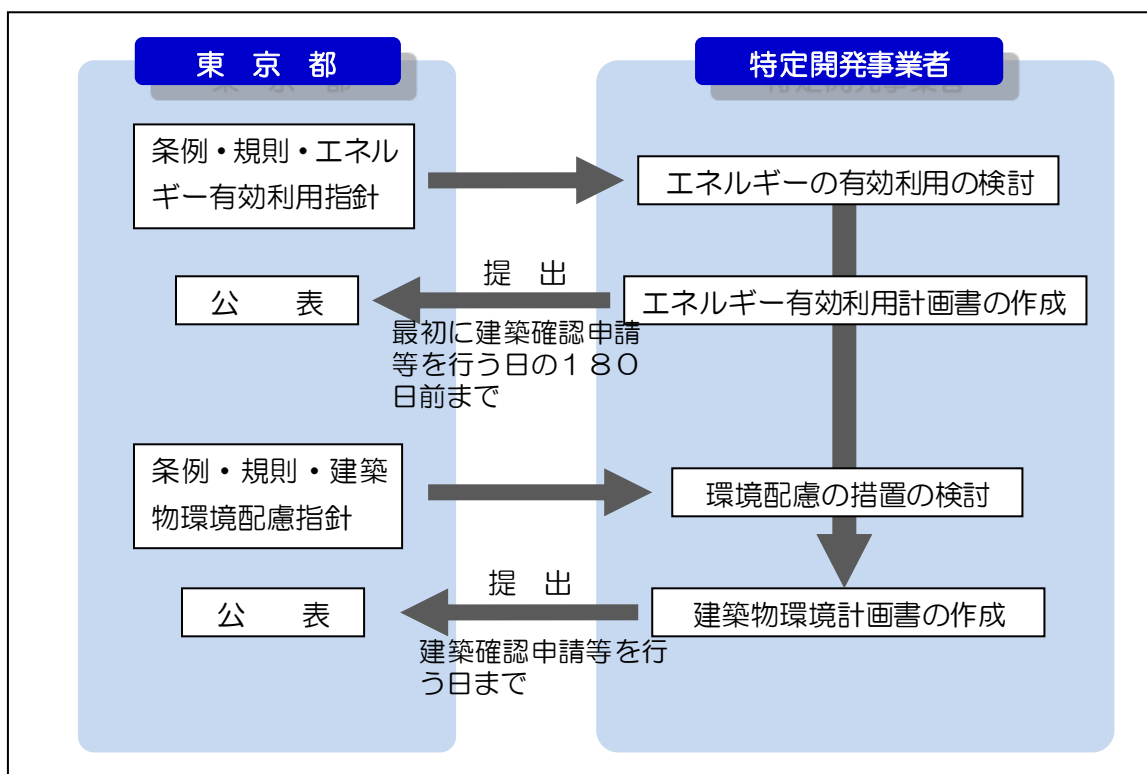 東 京 都
特定開発事業者
条例・規則・エネル
ギー有効利用指針
エネルギーの有効利用の検討
提 出
公 表
エネルギー有効利用計画書の作成
最初に建築確認申請
等を行う日の１８０
日前まで
条例・規則・建築
物環境配慮指針
環境配慮の措置の検討
提 出
公 表
建築物環境計画書の作成
建築確認申請等を行
う日まで